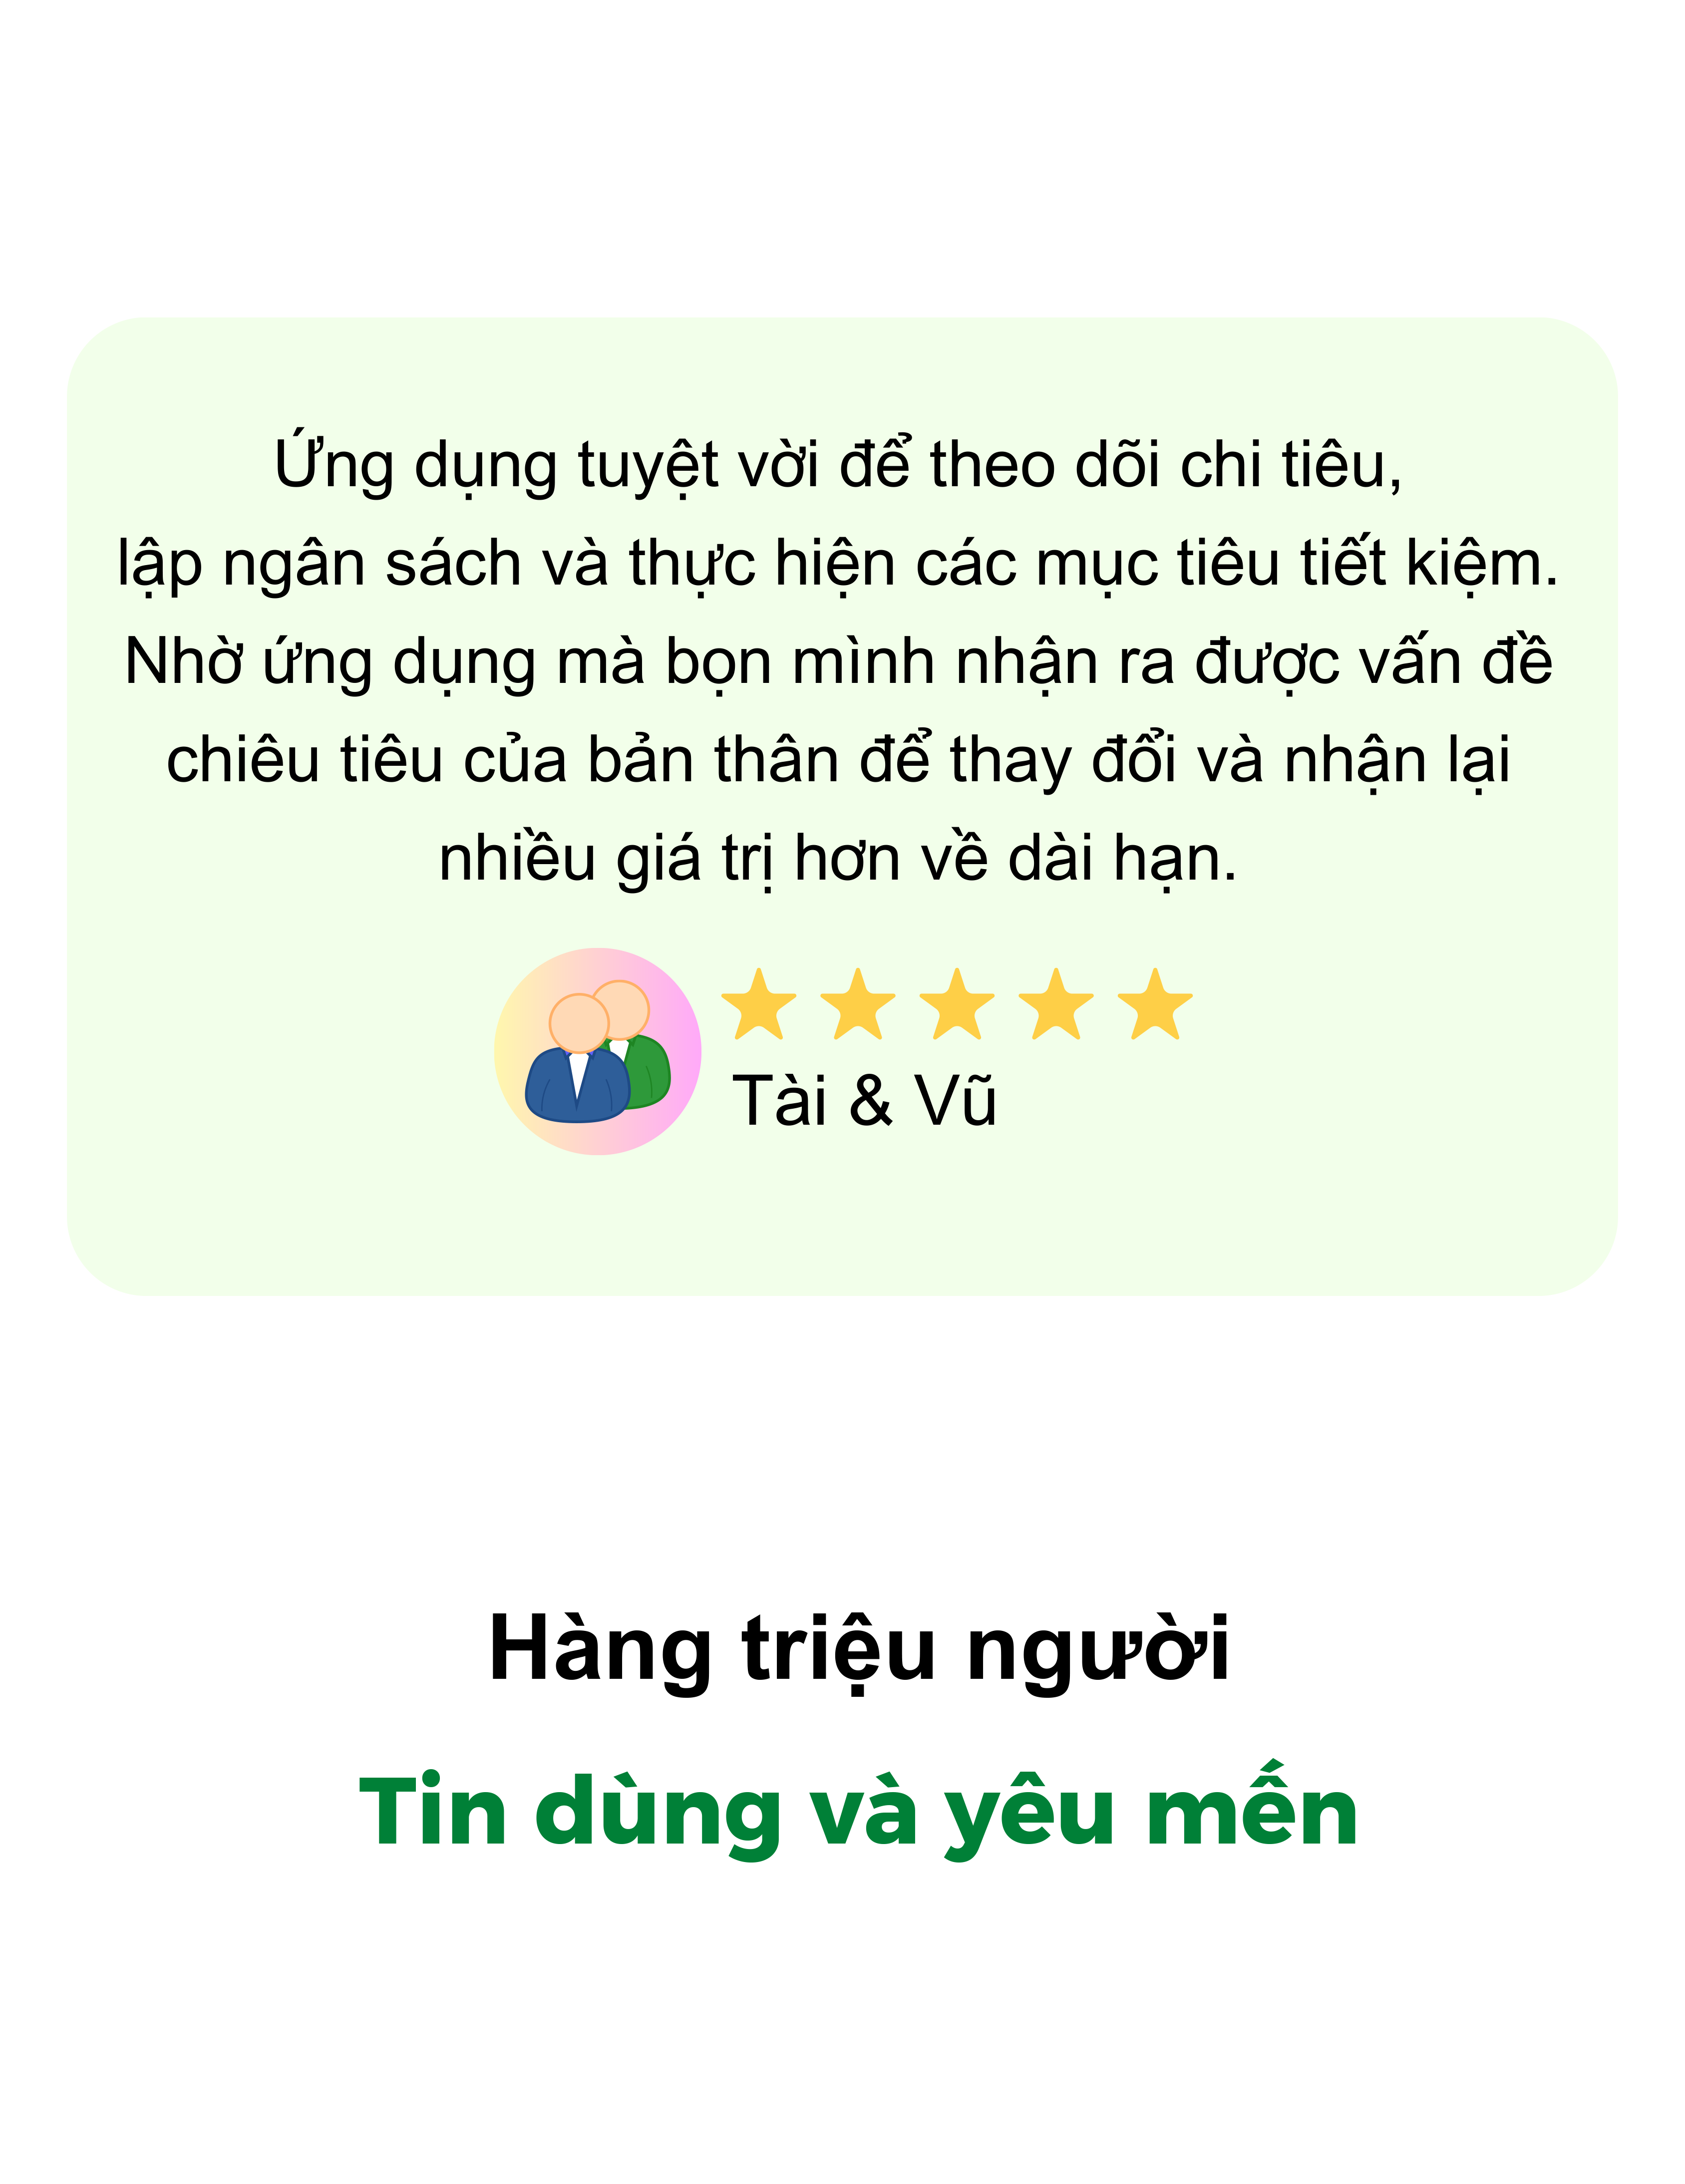 Ứng dụng tuyệt vời để theo dõi chi tiêu,
lập ngân sách và thực hiện các mục tiêu tiết kiệm.
Nhờ ứng dụng mà bọn mình nhận ra được vấn đề
chiêu tiêu của bản thân để thay đổi và nhận lại
nhiều giá trị hơn về dài hạn.
Tài & Vũ
Hàng triệu người
Tin dùng và yêu mến